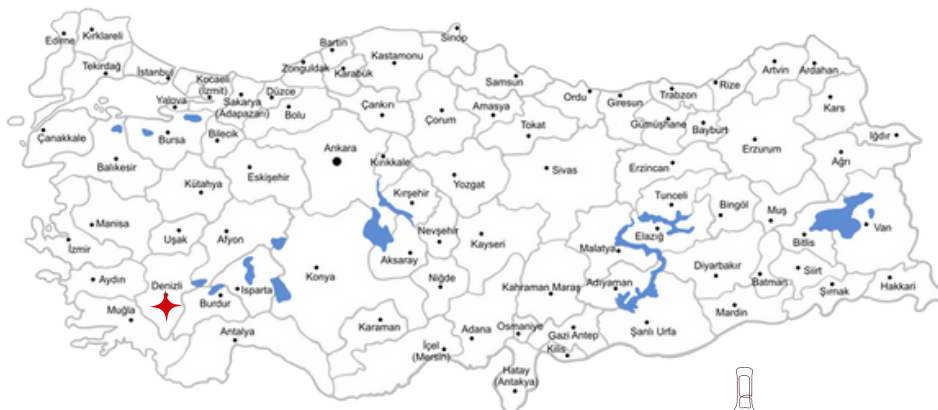 Edirne
Kırklareli
Tekirdağ
İstanbul
Kocaeli
(İzmit)
Yalova
Sakarya
(Adapazarı)
Düzce
Bolu
Zonguldak
Bartın
Karabük
Kastamonu
Sinop
Samsun
Ordu
Giresun
Trabzon
Rize
Artvin
Ardahan
Kars
Iğdır
Ağrı
Çanakkale
Bursa
Bilecik
Balıkesir
Kütahya
Eskişehir
Ankara
Çankırı
Çorum
Amasya
Tokat
Gümüşhane
Bayburt
Erzurum
Erzincan
Kırıkkale
Kırşehir
Yozgat
Sivas
Tunceli
Bingöl
Muş
Van
Bitlis
Manisa
İzmir
Uşak
Afyon
Konya
Aksaray
Nevşehir
Kayseri
Malatya
Elazığ
Diyarbakır
Batman
Siirt
Şırnak
Hakkari
Aydın
Denizli
Muğla
Burdur
Isparta
Antalya
Niğde
Karaman
İçel
(Mersin)
Adana
Osmaniye
Kahraman Maraş
Adıyaman
Gazi Antep
Kilis
Şanlı Urfa
Mardin
Hatay
(Antakya)